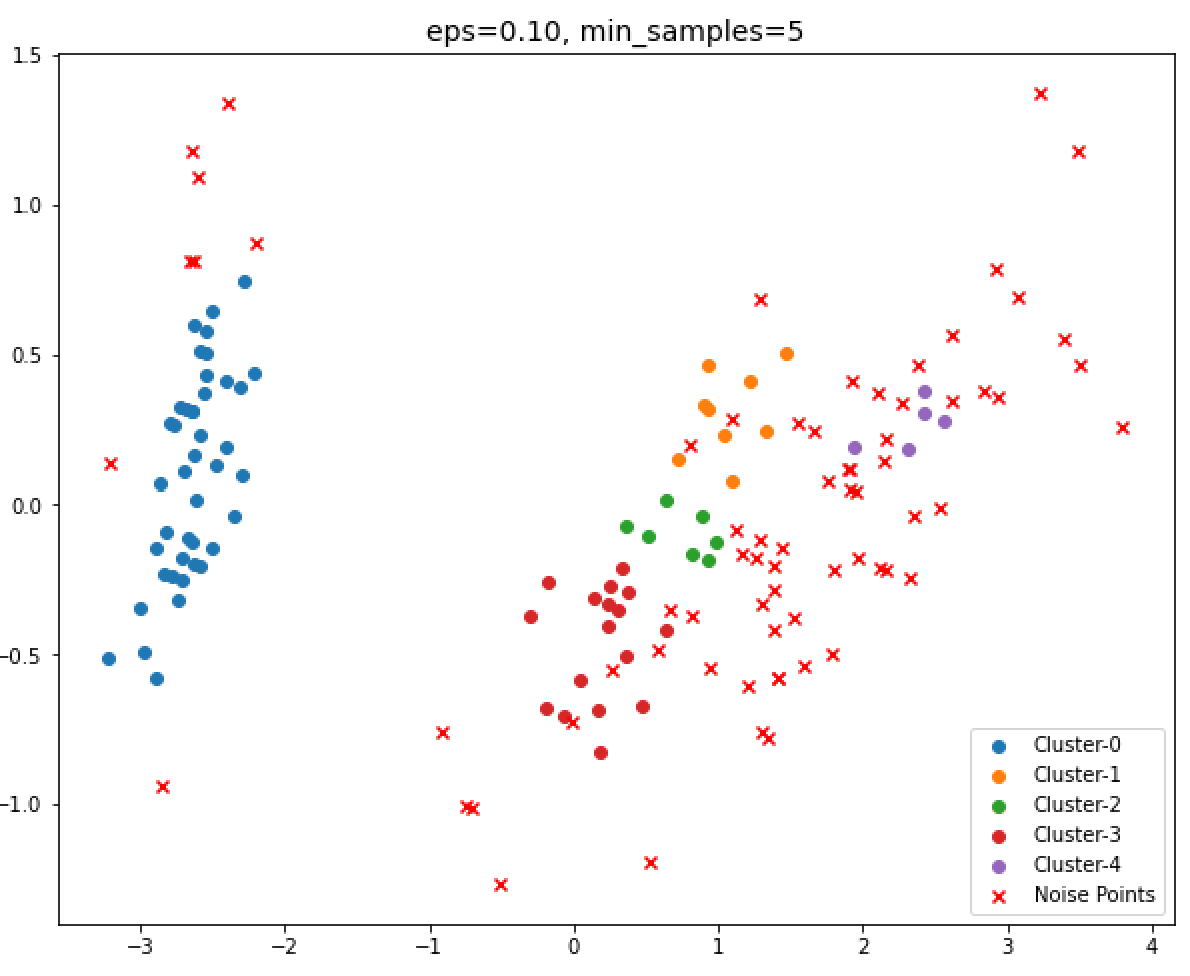 eps=0.10, min_samples=5
1.5
1.0
0.5
0.0
−0.5
−1.0
−3
−2
−1
0
1
2
3
4
Cluster-0
Cluster-1
Cluster-2
Cluster-3
Cluster-4
Noise Points